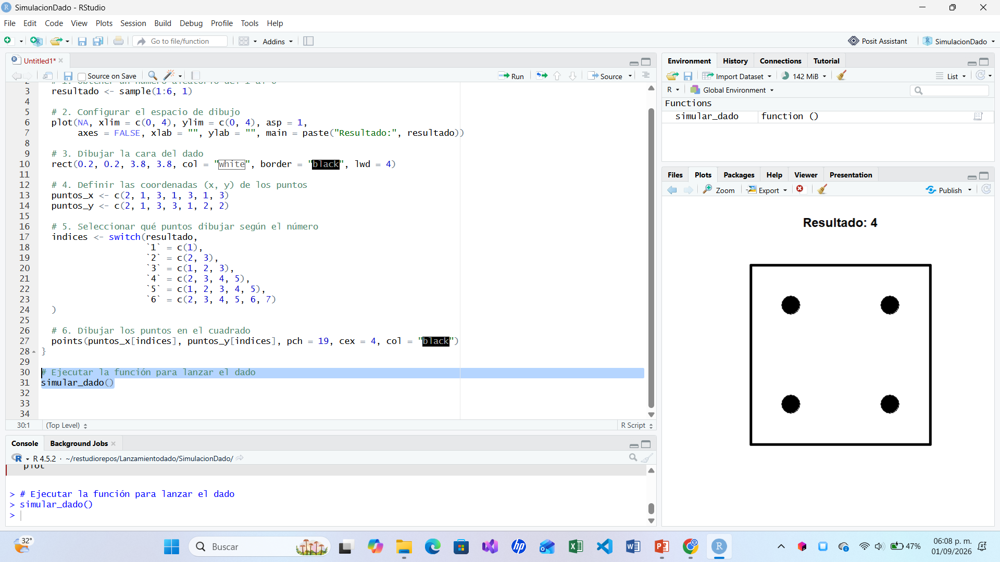 SimulacionDado - RStudio
File Edit Code View Plots Session Build Debug Profile Tools Help
Go to file/function Addins Posit Assistant SimulacionDado
Untitled1*
Source on Save Run Source
2 # 1. Obtener un número aleatorio del 1 al 6
3 resultado <- sample(1:6, 1)
4
5 # 2. Configurar el espacio de dibujo
6 plot(NA, xlim = c(0, 4), ylim = c(0, 4), asp = 1,
7 axes = FALSE, xlab = "", ylab = "", main = paste("Resultado:", resultado))
8
9 # 3. Dibujar la cara del dado
10 rect(0.2, 0.2, 3.8, 3.8, col = "white", border = "black", lwd = 4)
11
12 # 4. Definir las coordenadas (x, y) de los puntos
13 puntos_x <- c(2, 1, 3, 1, 3, 1, 3)
14 puntos_y <- c(2, 1, 3, 3, 1, 2, 2)
15
16 # 5. Seleccionar qué puntos dibujar según el número
17 indices <- switch(resultado,
18 `1` = c(1),
19 `2` = c(2, 3),
20 `3` = c(1, 2, 3),
21 `4` = c(2, 3, 4, 5),
22 `5` = c(1, 2, 3, 4, 5),
23 `6` = c(2, 3, 4, 5, 6, 7)
24 )
25
26 # 6. Dibujar los puntos en el cuadrado
27 points(puntos_x[indices], puntos_y[indices], pch = 19, cex = 4, col = "black")
28 }
29
30 # Ejecutar la función para lanzar el dado
31 simular_dado()
32
33
34
30:1 (Top Level) R Script
Console Background Jobs
R 4.5.2 · ~/restudiorepos/Lanzamientodado/SimulacionDado/
plot
> # Ejecutar la función para lanzar el dado
> simular_dado()
>
Environment History Connections Tutorial
Import Dataset 142 MiB List
R Global Environment
Functions
simular_dado function ()
Files Plots Packages Help Viewer Presentation
Zoom Export Publish
Resultado: 4
32°
Buscar
47%
06:08 p. m.
01/09/2026